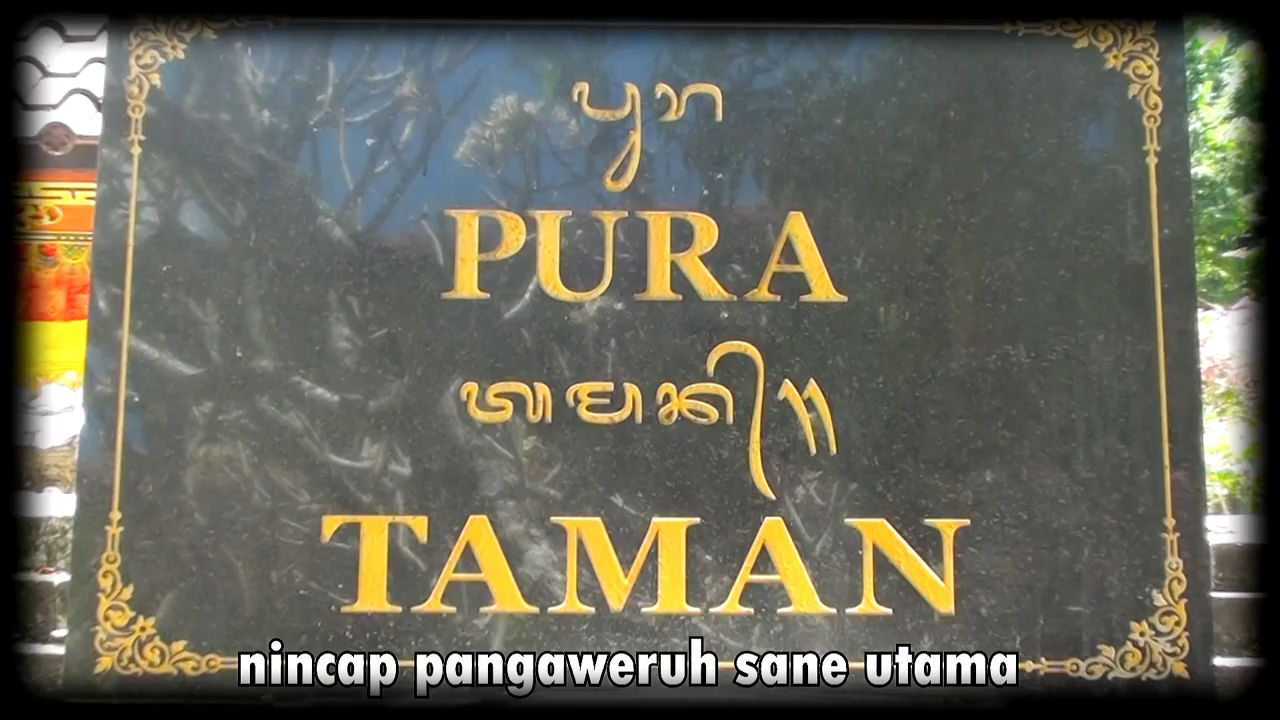 ᬧᬸᬭ
PURA
ᬢᬫᬦ᭄᭟
TAMAN
nincap pangaweruh sane utama